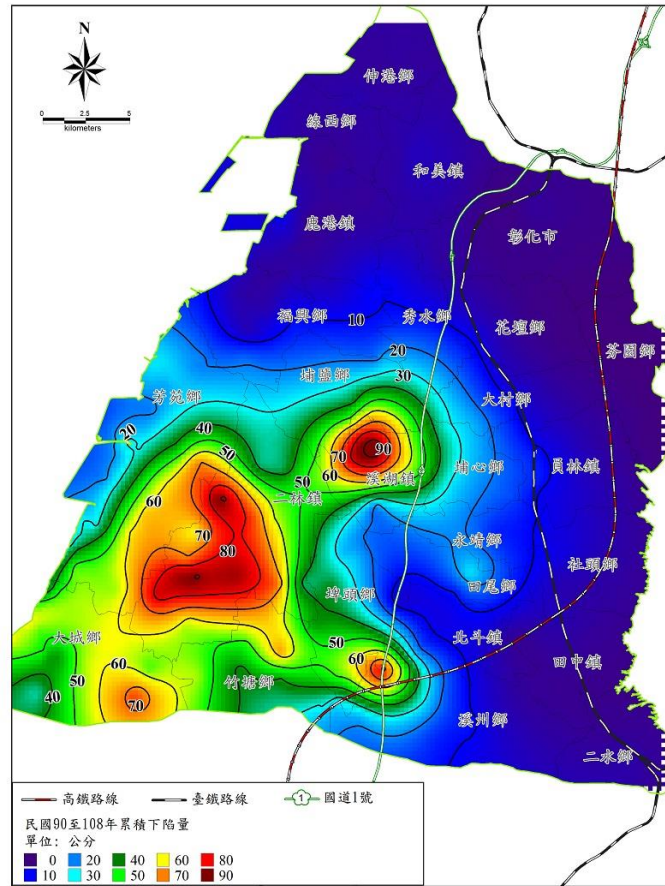 N
0 2.5 5
kilometers
伸港鄉
線西鄉
和美鎮
鹿港鎮
彰化市
福興鄉 10 秀水鄉 花壇鄉
芬園鄉
20
埔鹽鄉 30
芳苑鄉 大村鄉
20 40
50 70 90
溪湖鎮 埔心鄉 員林鎮
50 60
二林鎮
60
70
永靖鄉
80
社頭鄉
田尾鄉
埤頭鄉
大城鄉 50 北斗鎮
60 60 田中鎮
50 竹塘鄉
40
70 溪州鄉
二水鄉
高鐵路線 臺鐵路線 1 國道1號
民國90至108年累積下陷量
單位: 公分
0 20 40 60 80
10 30 50 70 90